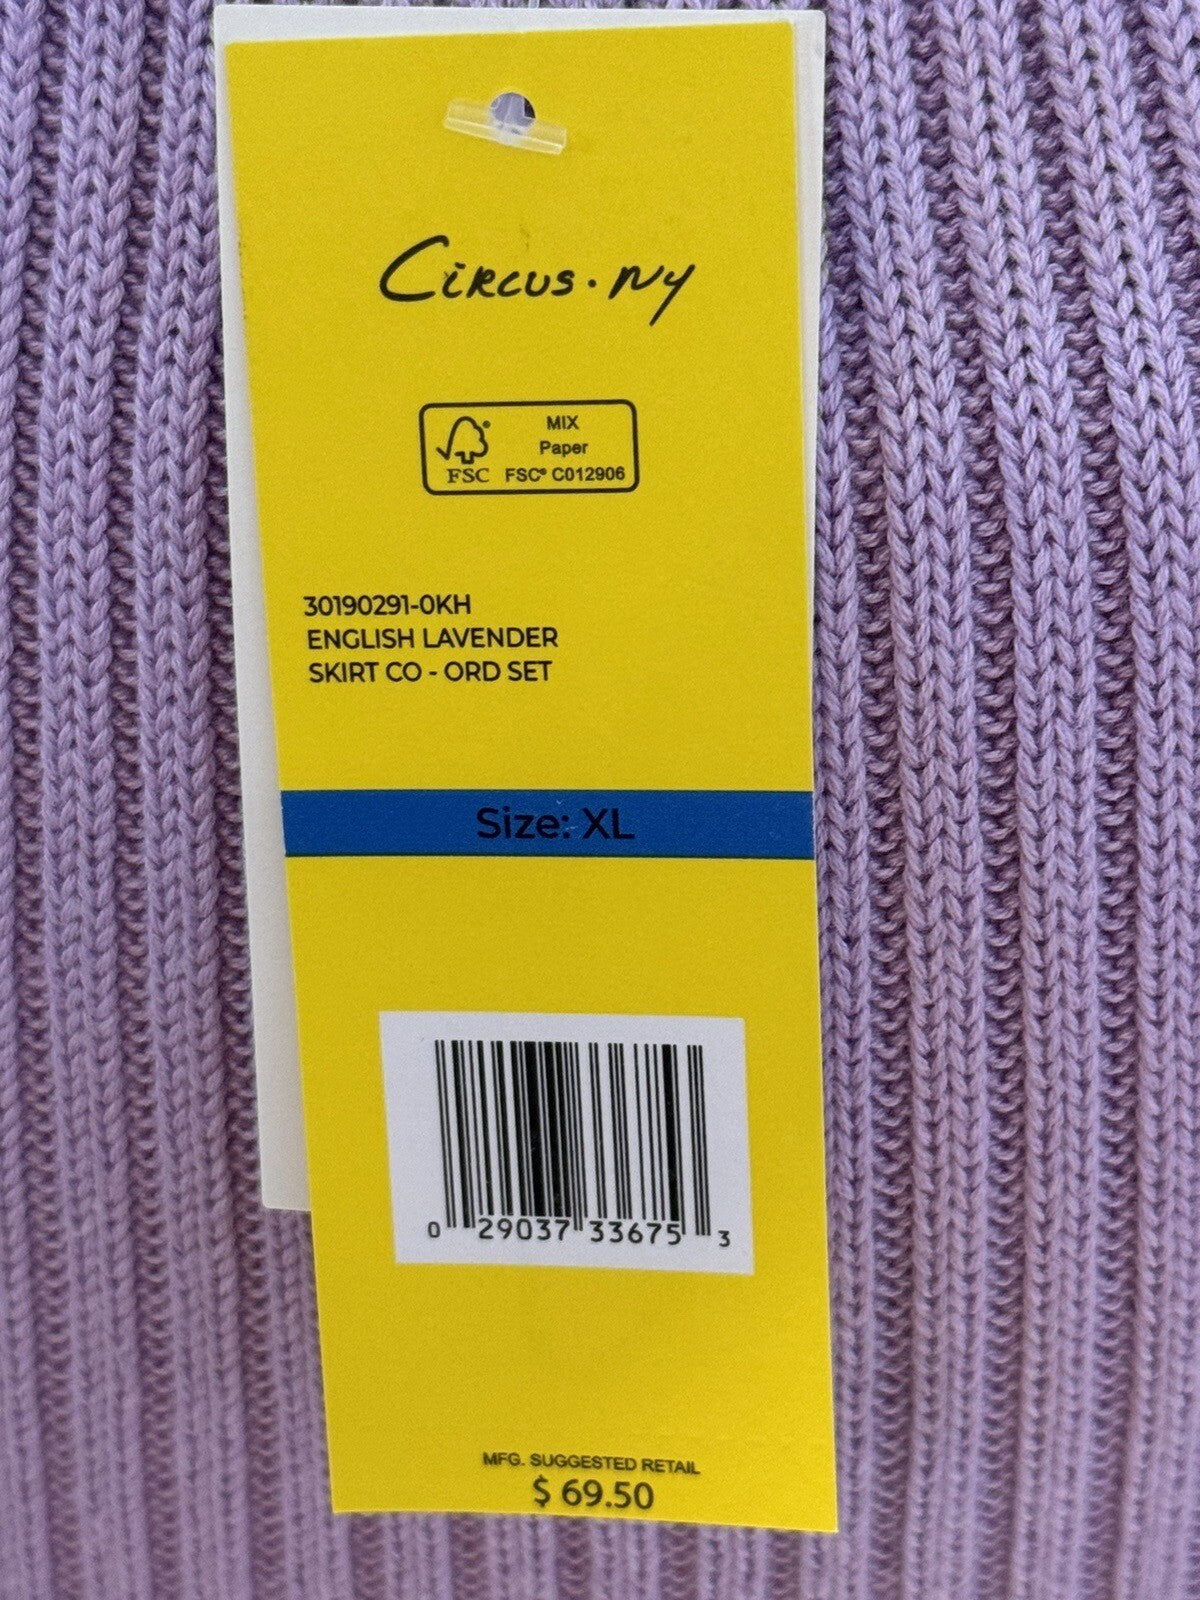 Circus.NY
MIX
Paper
FSC FSC® C012906
30190291-0KH
ENGLISH LAVENDER
SKIRT CO - ORD SET
Size: XL
0 29037 33675 3
MFG. SUGGESTED RETAIL
$ 69.50